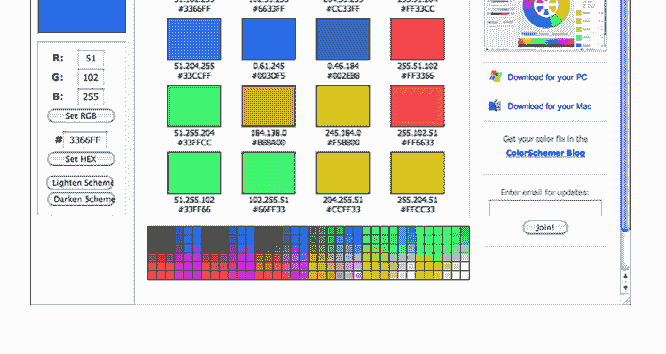 #3366FF
#6633FF
#CC33FF
#FF33CC
R: 51
G: 102
B: 255
Set RGB
# 3366FF
Set HEX
Lighten Scheme
Darken Scheme
51.204.255
#33CCFF
0.61.245
#003DF5
0.46.184
#002EB8
255.51.102
#FF3366
51.255.204
#33FFCC
184.138.0
#B88A00
245.184.0
#F5B800
255.102.51
#FF6633
51.255.102
#33FF66
102.255.51
#66FF33
204.255.51
#CCFF33
255.204.51
#FFCC33
Download for your PC
Download for your Mac
Get your color fix in the
ColorSchemer Blog
Enter email for updates:
Join!